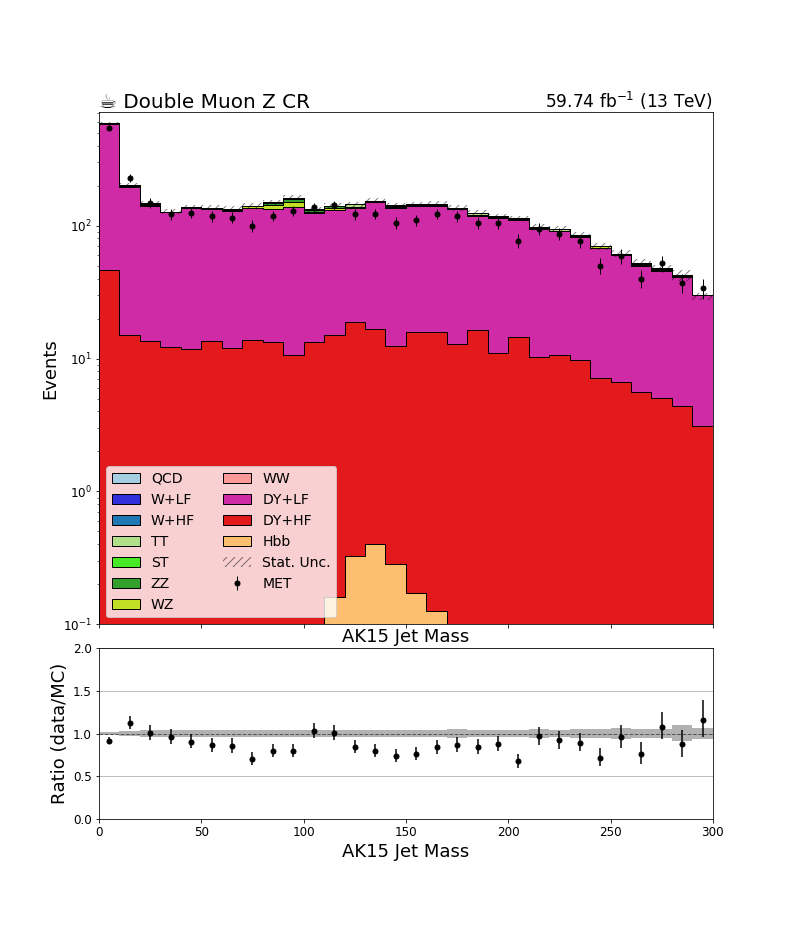 ☕ Double Muon Z CR
59.74 fb⁻¹ (13 TeV)
Events
10²
10¹
10⁰
10⁻¹
QCD
W+LF
W+HF
TT
ST
ZZ
WZ
WW
DY+LF
DY+HF
Hbb
Stat. Unc.
MET
AK15 Jet Mass
Ratio (data/MC)
2.0
1.5
1.0
0.5
0.0
0 50 100 150 200 250 300
AK15 Jet Mass